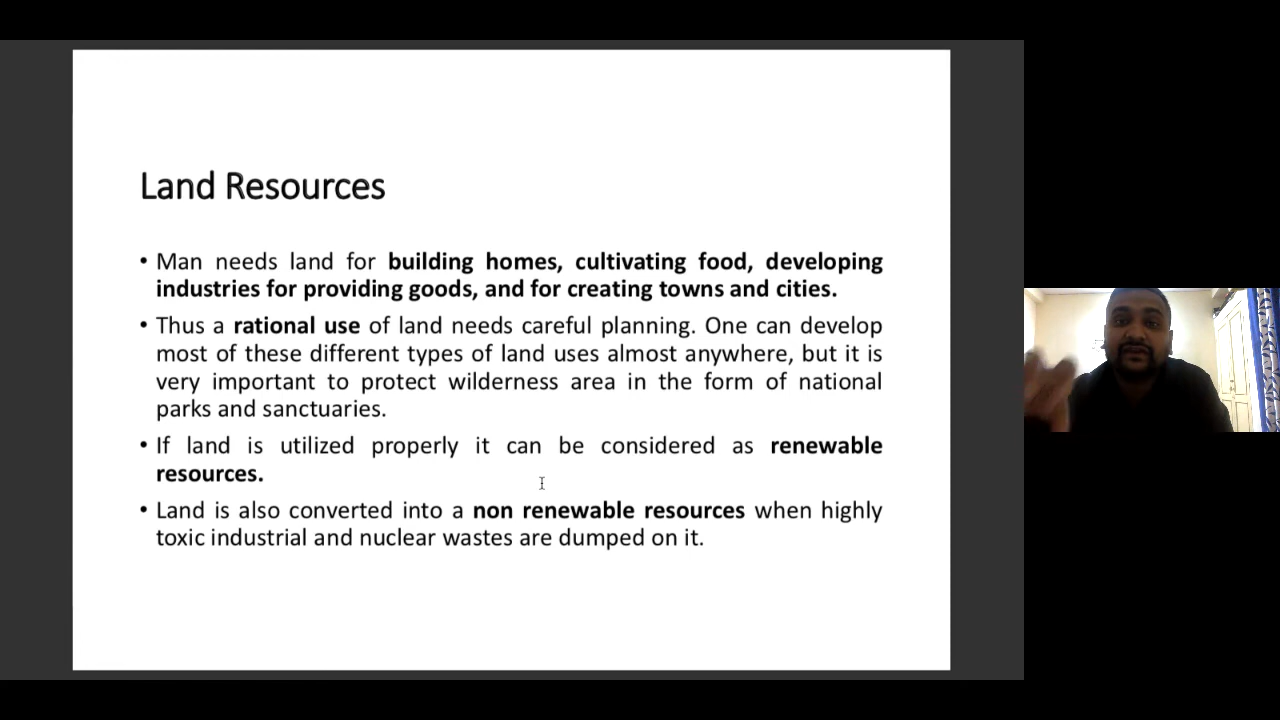 Land Resources
• Man needs land for building homes, cultivating food, developing
industries for providing goods, and for creating towns and cities.
• Thus a rational use of land needs careful planning. One can develop
most of these different types of land uses almost anywhere, but it is
very important to protect wilderness area in the form of national
parks and sanctuaries.
• If land is utilized properly it can be considered as renewable
resources.
• Land is also converted into a non renewable resources when highly
toxic industrial and nuclear wastes are dumped on it.